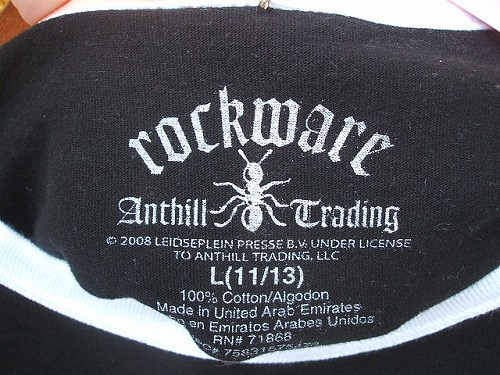 rockware
Anthill Trading
© 2008 LEIDSEPLEIN PRESSE B.V. UNDER LICENSE
TO ANTHILL TRADING, LLC
L(11/13)
100% Cotton/Algodon
Made in United Arab Emirates
en Emiratos Arabes Unidos
RN# 71868